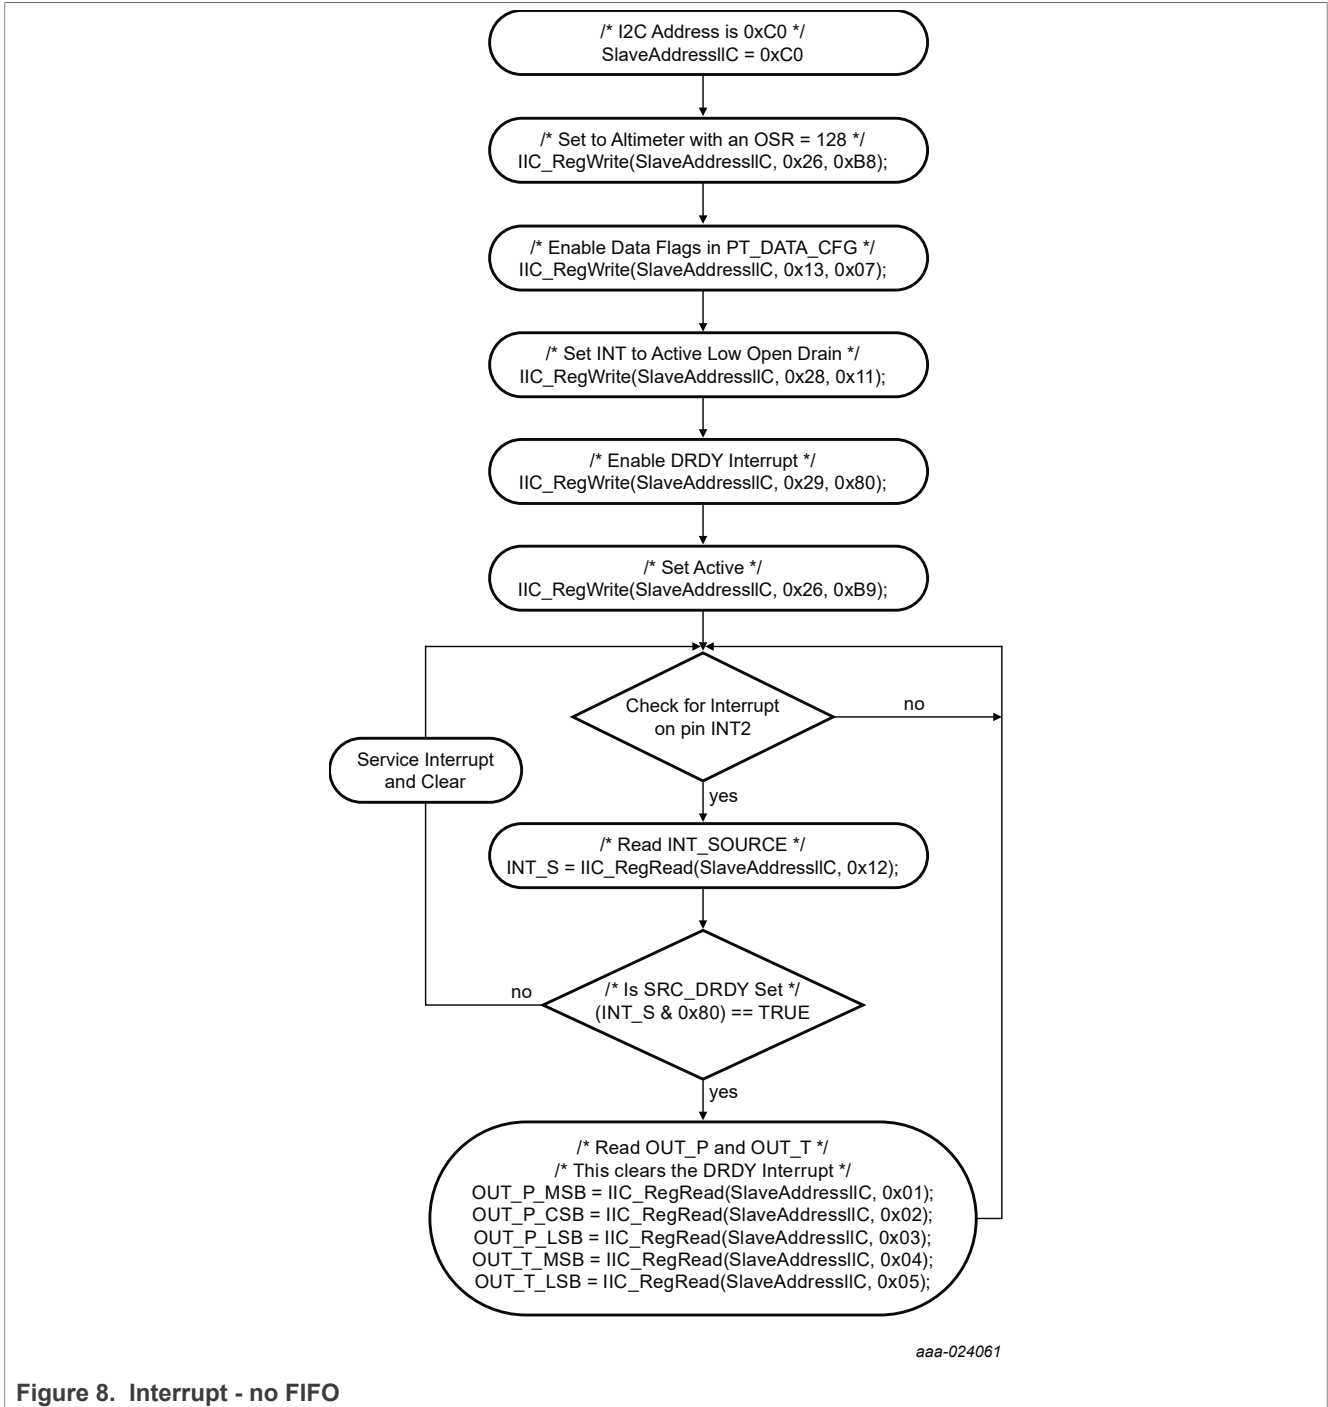 /* I2C Address is 0xC0 */
SlaveAddressIIC = 0xC0
/* Set to Altimeter with an OSR = 128 */
IIC_RegWrite(SlaveAddressIIC, 0x26, 0xB8);
/* Enable Data Flags in PT_DATA_CFG */
IIC_RegWrite(SlaveAddressIIC, 0x13, 0x07);
/* Set INT to Active Low Open Drain */
IIC_RegWrite(SlaveAddressIIC, 0x28, 0x11);
/* Enable DRDY Interrupt */
IIC_RegWrite(SlaveAddressIIC, 0x29, 0x80);
/* Set Active */
IIC_RegWrite(SlaveAddressIIC, 0x26, 0xB9);
Check for Interrupt
on pin INT2
no
Service Interrupt
and Clear
yes
/* Read INT_SOURCE */
INT_S = IIC_RegRead(SlaveAddressIIC, 0x12);
no
/* Is SRC_DRDY Set */
(INT_S & 0x80) == TRUE
yes
/* Read OUT_P and OUT_T */
/* This clears the DRDY Interrupt */
OUT_P_MSB = IIC_RegRead(SlaveAddressIIC, 0x01);
OUT_P_CSB = IIC_RegRead(SlaveAddressIIC, 0x02);
OUT_P_LSB = IIC_RegRead(SlaveAddressIIC, 0x03);
OUT_T_MSB = IIC_RegRead(SlaveAddressIIC, 0x04);
OUT_T_LSB = IIC_RegRead(SlaveAddressIIC, 0x05);
aaa-024061
Figure 8. Interrupt - no FIFO